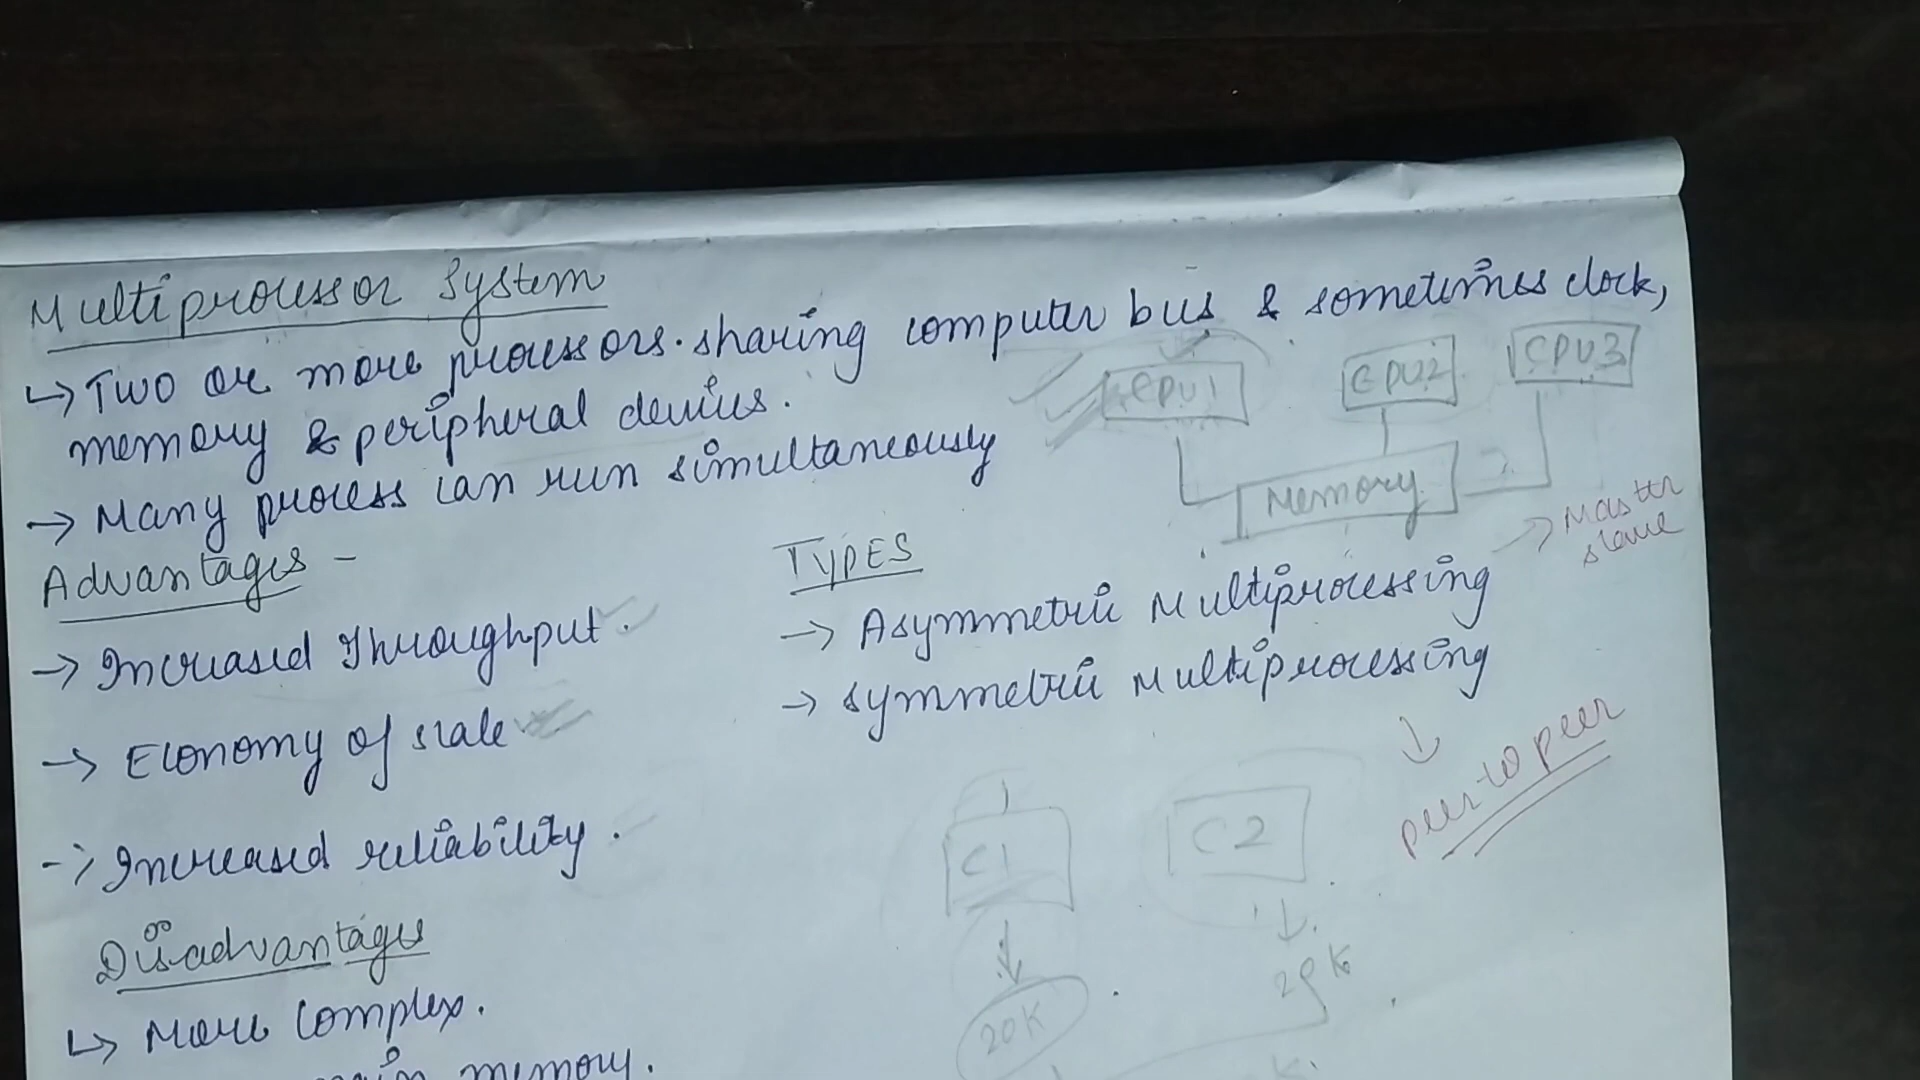 Multiprocessor System
↳ Two or more processors. sharing computer bus & sometimes clock,
memory & peripheral devices.
→ Many process can run simultaneously
CPU1
CPU2
CPU3
Memory
Advantages -
→ Increased Throughput.
→ Economy of scale
→ Increased reliability.
TYPES
→ Asymmetric Multiprocessing
→ Master
slave
→ Symmetric Multiprocessing
↓
peer to peer
C1
C2
↓
↓
20K
20K
Disadvantages
↳ More Complex.
main memory.